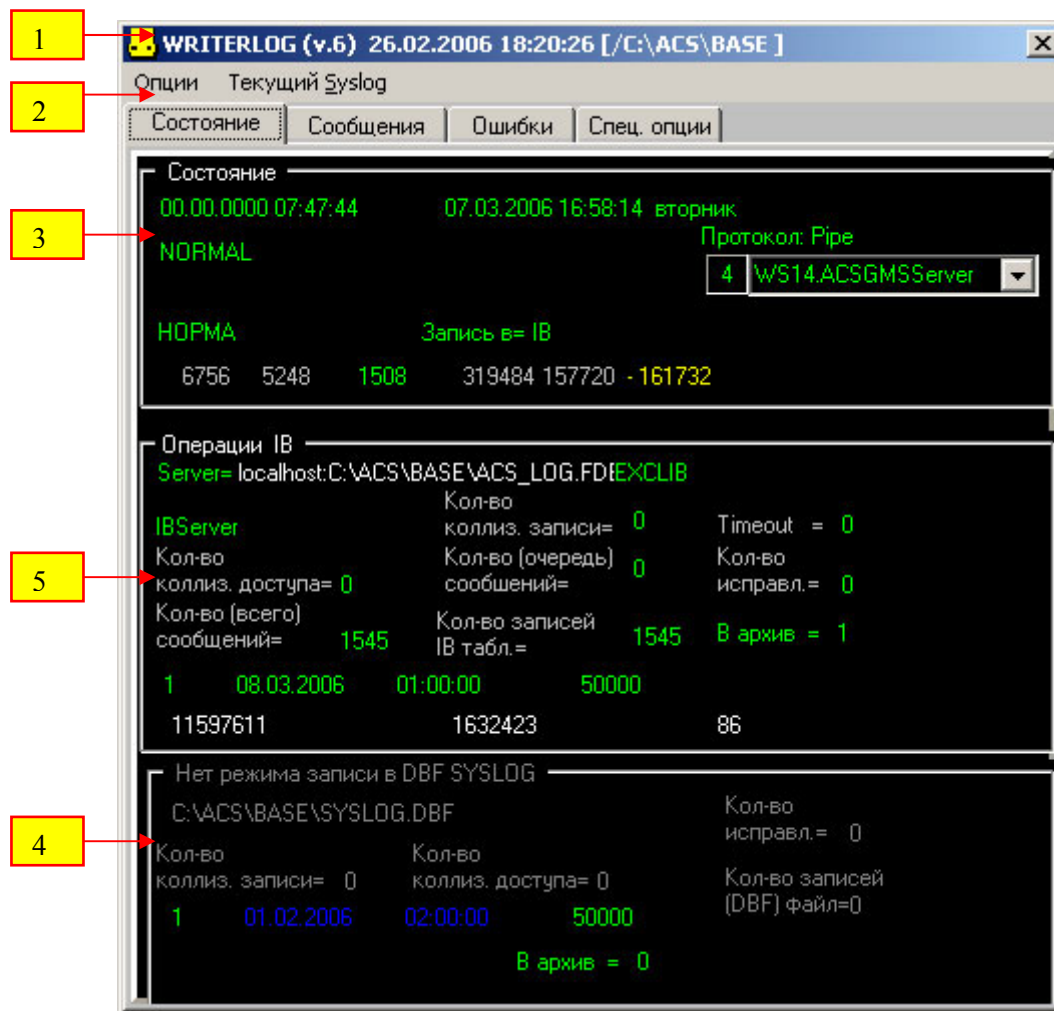 1
WRITERLOG (v.6) 26.02.2006 18:20:26 [/C:\ACS\BASE ]
2
Опции Текущий Syslog
Состояние Сообщения Ошибки Спец. опции
Состояние
00.00.0000 07:47:44 07.03.2006 16:58:14 вторник
3
NORMAL
Протокол: Pipe
4 WS14.ACSGMSServer
НОРМА Запись в= IB
6756 5248 1508 319484 157720 - 161732
Операции IB
Server= localhost:C:\ACS\BASE\ACS_LOG.FDB EXCLIB
Кол-во
IBServer коллиз. записи= 0 Timeout = 0
5
Кол-во Кол-во (очередь) Кол-во
коллиз. доступа= 0 сообшений= 0 исправл.= 0
Кол-во (всего) Кол-во записей
сообщений= 1545 IB табл.= 1545 В архив = 1
1 08.03.2006 01:00:00 50000
11597611 1632423 86
Нет режима записи в DBF SYSLOG
C:\ACS\BASE\SYSLOG.DBF Кол-во
исправл.= 0
4
Кол-во Кол-во
коллиз. записи= 0 коллиз. доступа= 0 Кол-во записей
(DBF) файл=0
1 01.02.2006 02:00:00 50000
В архив = 0